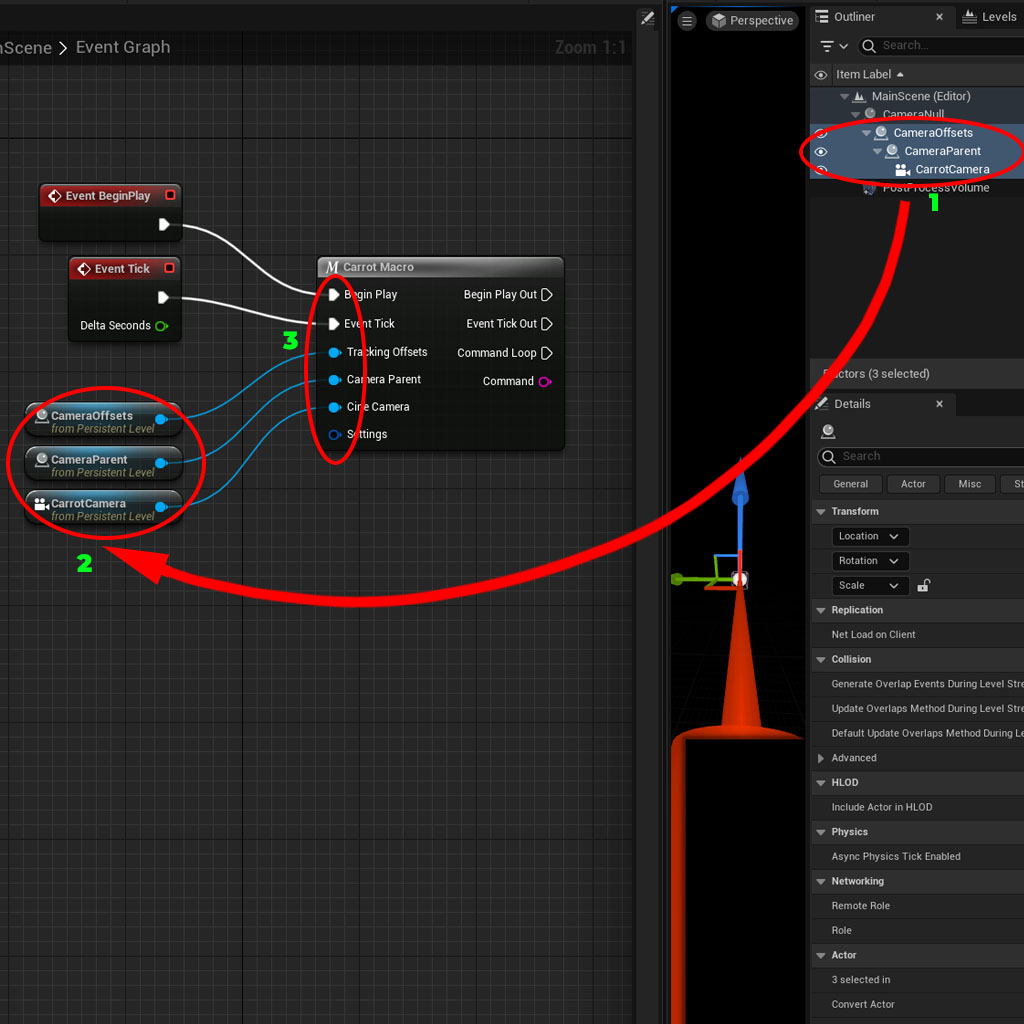 nScene > Event Graph
Zoom 1:1
Event BeginPlay
Event Tick
Delta Seconds
Carrot Macro
Begin Play
Begin Play Out
Event Tick
Event Tick Out
Tracking Offsets
Command Loop
Camera Parent
Command
Cine Camera
Settings
3
CameraOffsets
from Persistent Level
CameraParent
from Persistent Level
CarrotCamera
from Persistent Level
2
Perspective
Outliner
Levels
Search...
Item Label
MainScene (Editor)
CameraNull
CameraOffsets
CameraParent
CarrotCamera
PostProcessVolume
1
actors (3 selected)
Details
Search
General
Actor
Misc
St
Transform
Location
Rotation
Scale
Replication
Net Load on Client
Collision
Generate Overlap Events During Level Stre
Update Overlaps Method During Level Stre
Default Update Overlaps Method During Le
Advanced
HLOD
Include Actor in HLOD
Physics
Async Physics Tick Enabled
Networking
Remote Role
Role
Actor
3 selected in
Convert Actor